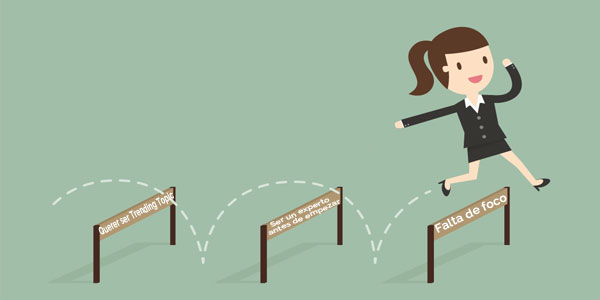 Querer ser Trending Topic
Ser un experto
antes de empezar
Falta de foco